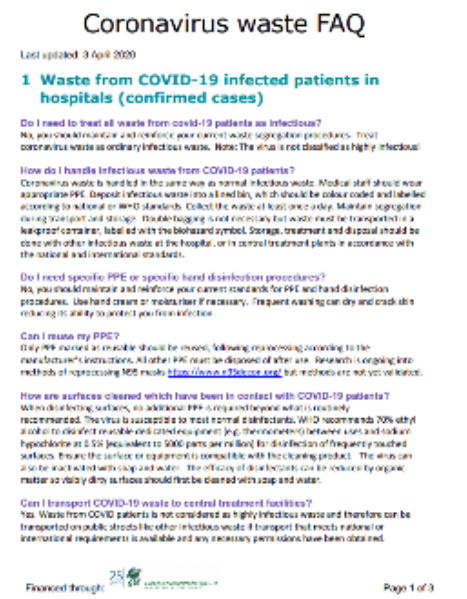 Coronavirus waste FAQ
Last updated: 3 April 2020
1 Waste from COVID-19 infected patients in
hospitals (confirmed cases)
Do I need to treat all waste from covid-19 patients as infectious?
No, you should maintain and reinforce your current waste segregation procedures. Treat
coronavirus waste as ordinary infectious waste. Note: The virus is not classified as highly infectious!
How do I handle infectious waste from COVID-19 patients?
Coronavirus waste is handled in the same way as normal infectious waste. Medical staff should wear
appropriate PPE. Deposit infectious waste into a lined bin, which should be colour coded and labelled
according to national or WHO standards. Collect the waste at least once a day. Maintain segregation
during transport and storage. Double bagging is not necessary but waste must be transported in a
leakproof container, labelled with the biohazard symbol. Storage, treatment and disposal should be
done with other infectious waste at the hospital, or in central treatment plants in accordance with
the national and international standards.
Do I need specific PPE or specific hand disinfection procedures?
No, you should maintain and reinforce your current standards for PPE and hand disinfection
procedures. Use hand cream or moisturiser if necessary. Frequent washing can dry and crack skin
reducing its ability to protect you from infection.
Can I reuse my PPE?
Only PPE marked as reusable should be reused, following reprocessing according to the
manufacturer's instructions. All other PPE must be disposed of after use. Research is ongoing into
methods of reprocessing N95 masks https://www.n95decon.org/ but methods are not yet validated.
How are surfaces cleaned which have been in contact with COVID-19 patients?
When disinfecting surfaces, no additional PPE is required beyond what is routinely
recommended. The virus is susceptible to most normal disinfectants. WHO recommends 70% ethyl
alcohol to disinfect reusable dedicated equipment (e.g. thermometers) between uses and sodium
hypochlorite at 0.5% (equivalent to 5000 parts per million) for disinfection of frequently touched
surfaces. Ensure the surface or equipment is compatible with the cleaning product. The virus can
also be inactivated with soap and water. The efficacy of disinfectants can be reduced by organic
matter so visibly dirty surfaces should first be cleaned with soap and water.
Can I transport COVID-19 waste to central treatment facilities?
Yes. Waste from COVID patients is not considered as highly infectious waste and therefore can be
transported on public streets like other infectious waste if transport that meets national or
international requirements is available and any necessary permissions have been obtained.
Financed through: 25
Page 1 of 3